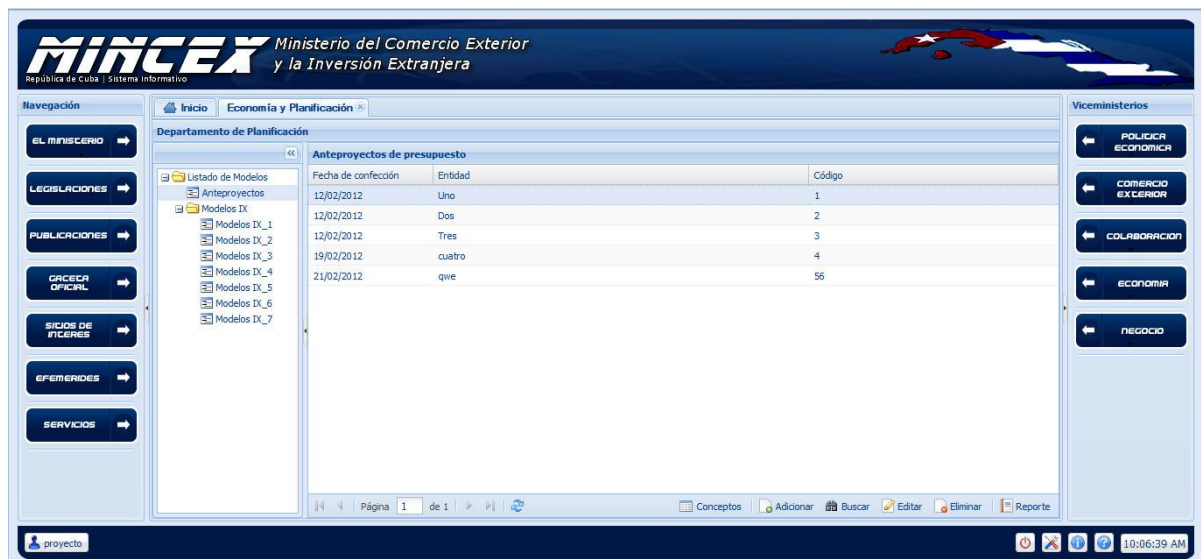 MINCEX
Ministerio del Comercio Exterior
y la Inversión Extranjera
República de Cuba | Sistema Informativo
Navegación
EL MINISTERIO
LEGISLACIONES
PUBLICACIONES
GACETA
OFICIAL
SITIOS DE
INTERES
EFEMERIDES
SERVICIOS
Inicio
Economía y Planificación
Departamento de Planificación
Listado de Modelos
Anteproyectos
Modelos IX
Modelos IX_1
Modelos IX_2
Modelos IX_3
Modelos IX_4
Modelos IX_5
Modelos IX_6
Modelos IX_7
Anteproyectos de presupuesto
Fecha de confección Entidad Código
12/02/2012 Uno 1
12/02/2012 Dos 2
12/02/2012 Tres 3
19/02/2012 cuatro 4
21/02/2012 qwe 56
Página 1 de 1 Conceptos Adicionar Buscar Editar Eliminar Reporte
Viceministerios
POLITICA
ECONOMICA
COMERCIO
EXTERIOR
COLABORACION
ECONOMIA
NEGOCIO
proyecto
10:06:39 AM